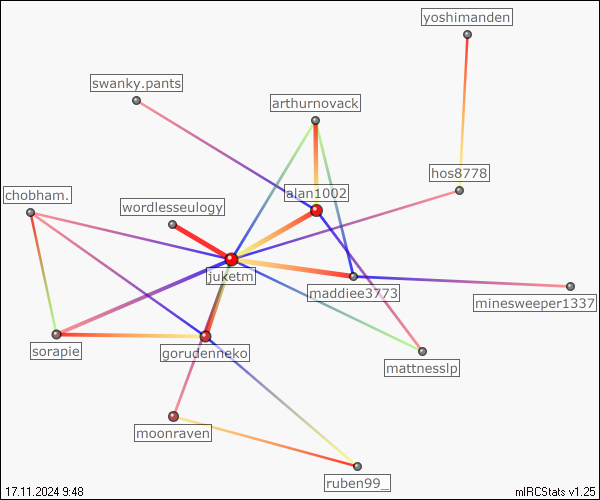 yoshimanden
swanky.pants
arthurnovack
hos8778
chobham.
alan1002
wordlesseulogy
juketm
maddiee3773
minesweeper1337
sorapie
gorudenneko
mattnesslp
moonraven
ruben99_
17.11.2024 9:48
mIRCStats v1.25